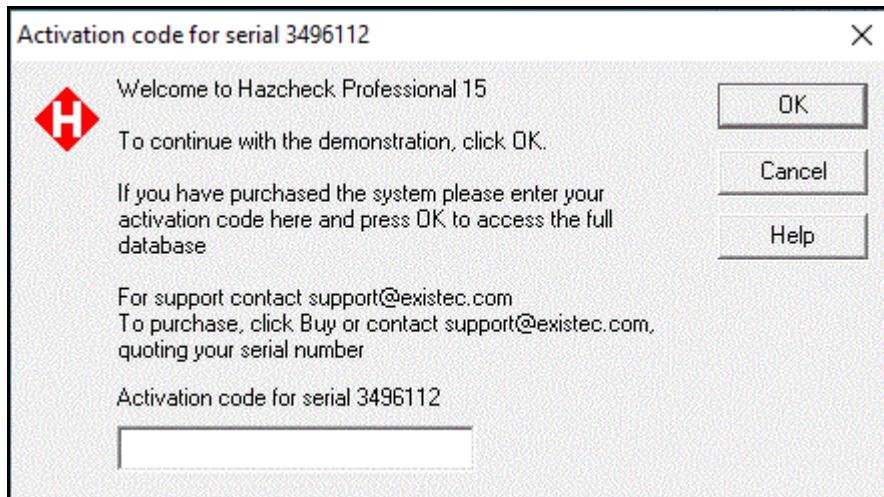 Activation code for serial 3496112
H
Welcome to Hazcheck Professional 15
To continue with the demonstration, click OK.
If you have purchased the system please enter your
activation code here and press OK to access the full
database
For support contact support@existec.com
To purchase, click Buy or contact support@existec.com,
quoting your serial number
Activation code for serial 3496112
OK
Cancel
Help